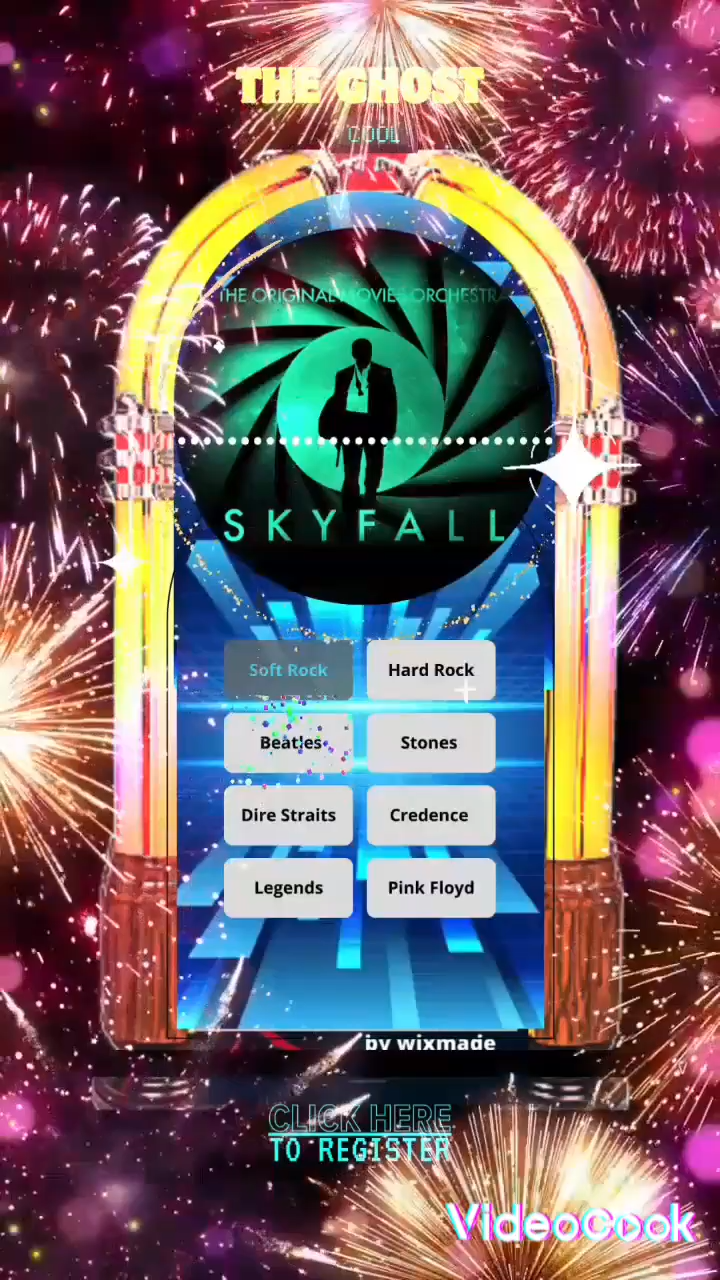 THE GHOST
COOL
THE ORIGINAL MOVIES ORCHESTRA
SKYFALL
Soft Rock
Hard Rock
Beatles
Stones
Dire Straits
Credence
Legends
Pink Floyd
by wixmade
CLICK HERE
TO REGISTER
VideoCook